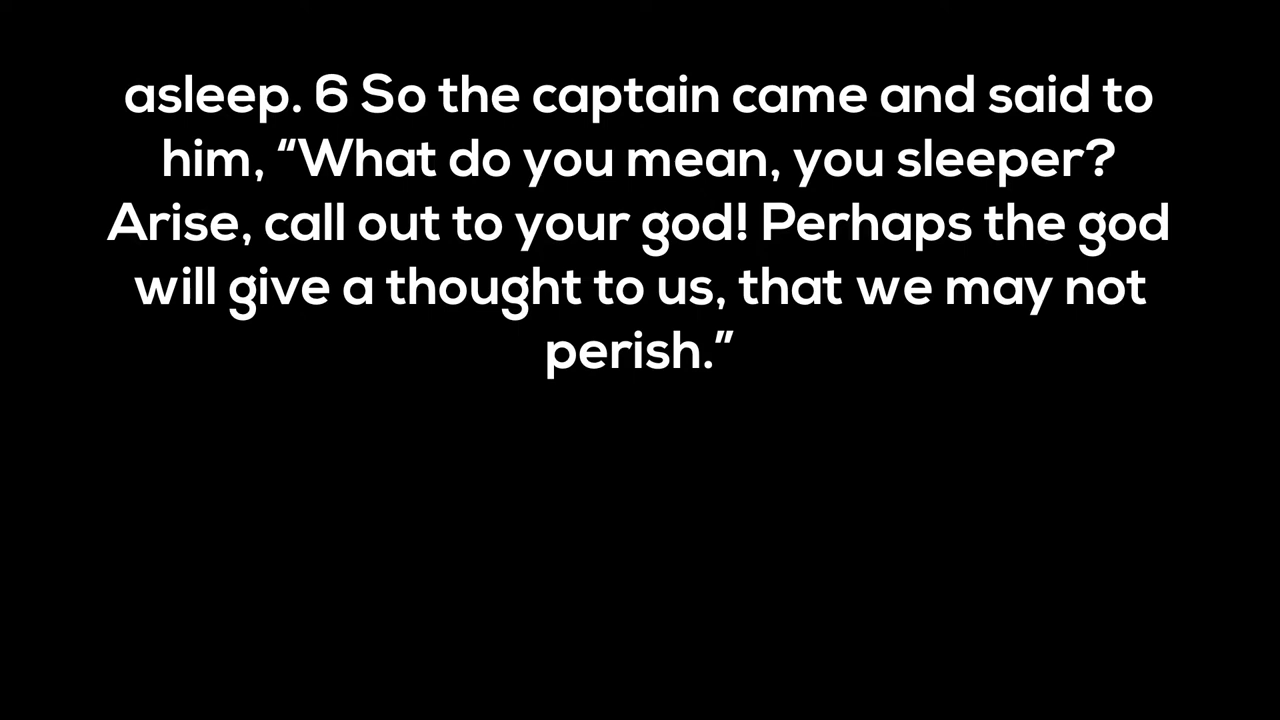 asleep. 6 So the captain came and said to
him, “What do you mean, you sleeper?
Arise, call out to your god! Perhaps the god
will give a thought to us, that we may not
perish.”